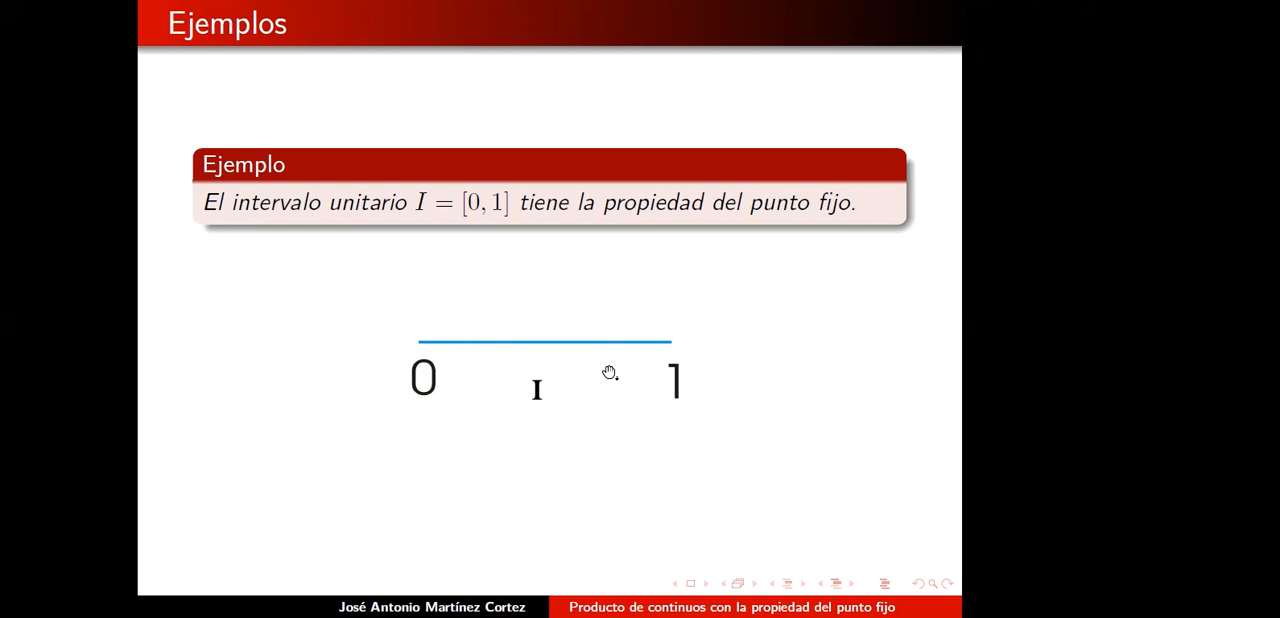 Ejemplos
Ejemplo
El intervalo unitario I = [0, 1] tiene la propiedad del punto fijo.
0 I 1
José Antonio Martínez Cortez Producto de continuos con la propiedad del punto fijo